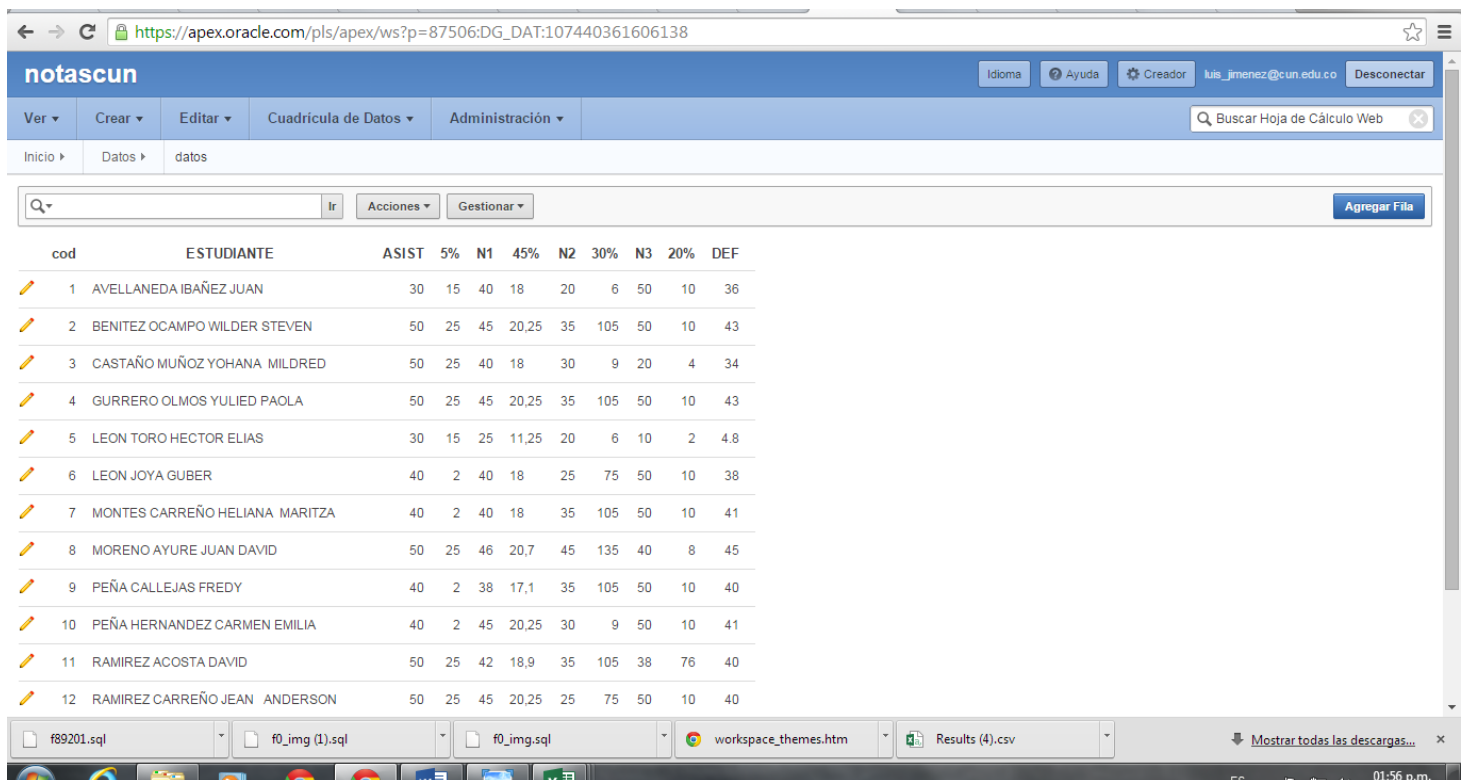 https://apex.oracle.com/pls/apex/ws?p=87506:DG_DAT:107440361606138
notascun Idioma Ayuda Creador luis_jimenez@cun.edu.co Desconectar
Ver Crear Editar Cuadrícula de Datos Administración Buscar Hoja de Cálculo Web
Inicio Datos datos
Ir Acciones Gestionar Agregar Fila
cod ESTUDIANTE ASIST 5% N1 45% N2 30% N3 20% DEF
1 AVELLANEDA IBAÑEZ JUAN 30 15 40 18 20 6 50 10 36
2 BENITEZ OCAMPO WILDER STEVEN 50 25 45 20,25 35 105 50 10 43
3 CASTAÑO MUÑOZ YOHANA MILDRED 50 25 40 18 30 9 20 4 34
4 GURRERO OLMOS YULIED PAOLA 50 25 45 20,25 35 105 50 10 43
5 LEON TORO HECTOR ELIAS 30 15 25 11,25 20 6 10 2 4.8
6 LEON JOYA GUBER 40 2 40 18 25 75 50 10 38
7 MONTES CARREÑO HELIANA MARITZA 40 2 40 18 35 105 50 10 41
8 MORENO AYURE JUAN DAVID 50 25 46 20,7 45 135 40 8 45
9 PEÑA CALLEJAS FREDY 40 2 38 17,1 35 105 50 10 40
10 PEÑA HERNANDEZ CARMEN EMILIA 40 2 45 20,25 30 9 50 10 41
11 RAMIREZ ACOSTA DAVID 50 25 42 18,9 35 105 38 76 40
12 RAMIREZ CARREÑO JEAN ANDERSON 50 25 45 20,25 25 75 50 10 40
f89201.sql f0_img (1).sql f0_img.sql workspace_themes.htm Results (4).csv Mostrar todas las descargas...
01:56 p.m.